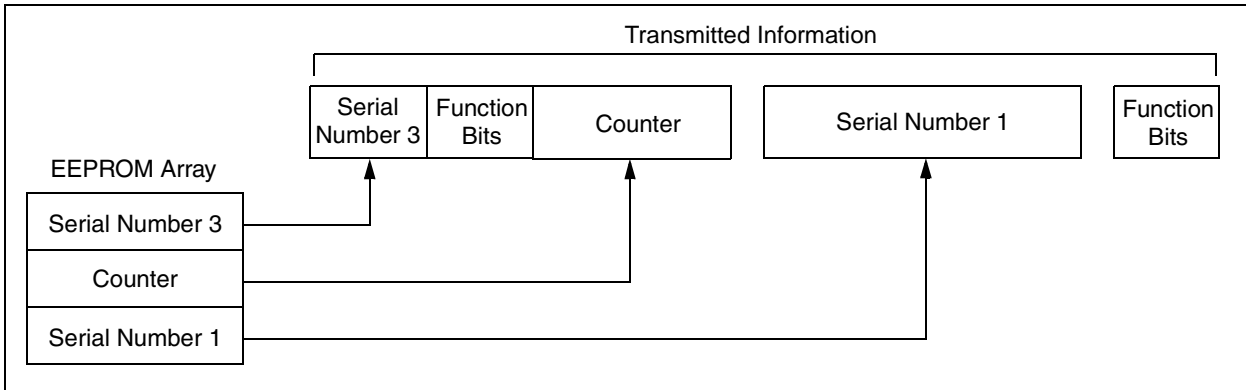 Transmitted Information
Serial
Number 3
Function
Bits
Counter
Serial Number 1
Function
Bits
EEPROM Array
Serial Number 3
Counter
Serial Number 1